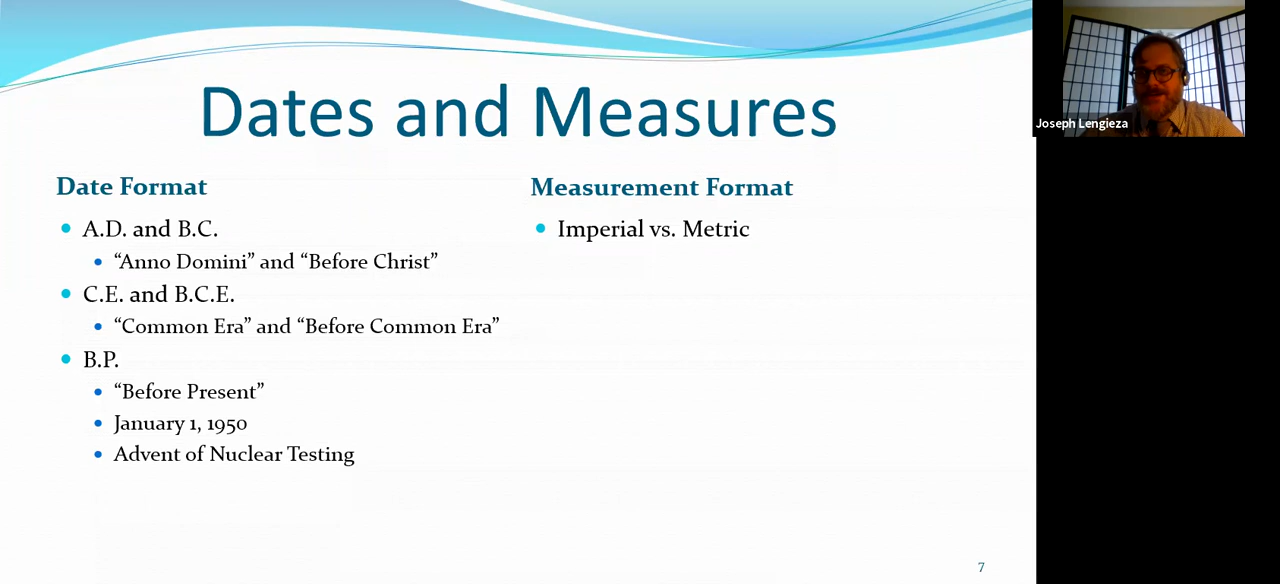 Dates and Measures
Date Format
A.D. and B.C.
“Anno Domini” and “Before Christ”
C.E. and B.C.E.
“Common Era” and “Before Common Era”
B.P.
“Before Present”
January 1, 1950
Advent of Nuclear Testing
Measurement Format
Imperial vs. Metric
7
Joseph Lengieza